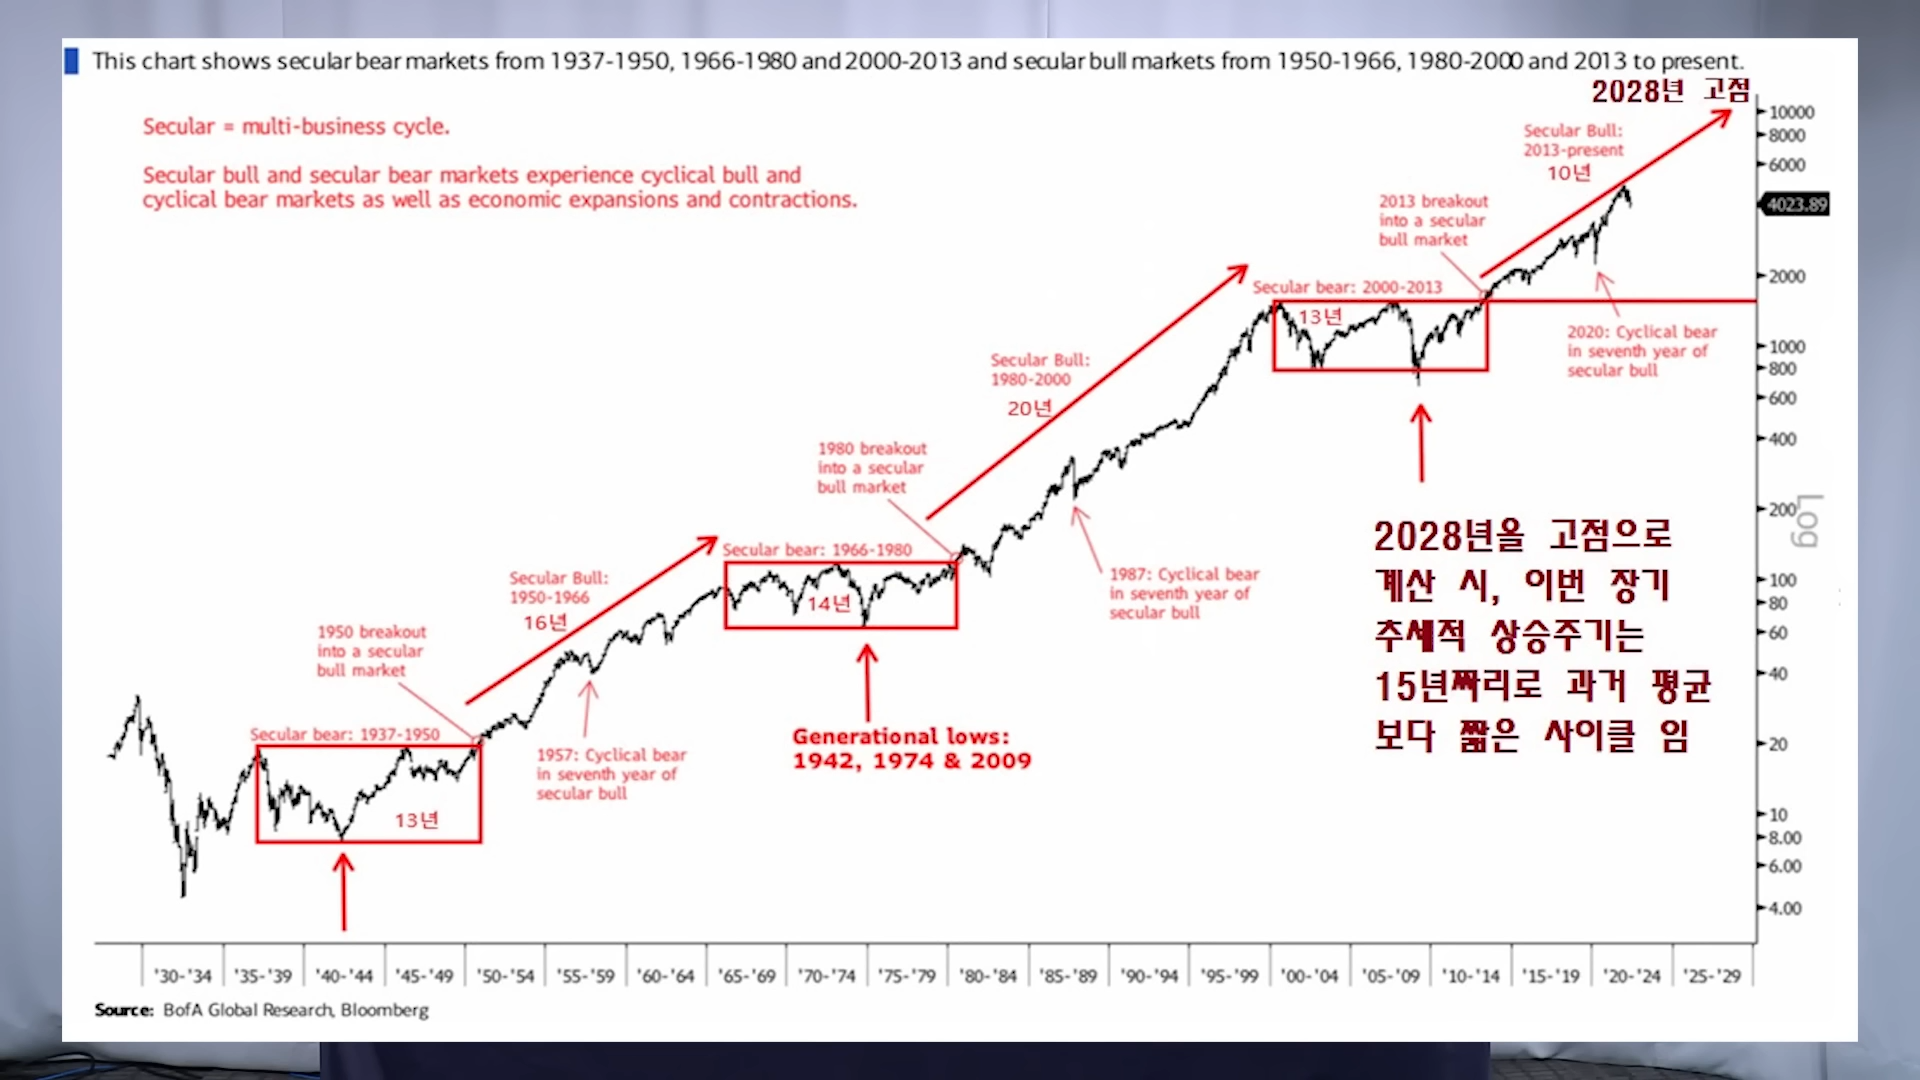 This chart shows secular bear markets from 1937-1950, 1966-1980 and 2000-2013 and secular bull markets from 1950-1966, 1980-2000 and 2013 to present.
2028년 고점
Secular = multi-business cycle.
Secular bull and secular bear markets experience cyclical bull and
cyclical bear markets as well as economic expansions and contractions.
Secular Bull:
2013-present
10년
2013 breakout
into a secular
bull market
Secular bear: 2000-2013
13년
2020: Cyclical bear
in seventh year of
secular bull
Secular Bull:
1980-2000
20년
1980 breakout
into a secular
bull market
Secular bear: 1966-1980
14년
1987: Cyclical bear
in seventh year of
secular bull
Secular Bull:
1950-1966
16년
1950 breakout
into a secular
bull market
Secular bear: 1937-1950
13년
1957: Cyclical bear
in seventh year of
secular bull
Generational lows:
1942, 1974 & 2009
2028년을 고점으로
계산 시, 이번 장기
추세적 상승주기는
15년짜리로 과거 평균
보다 짧은 사이클 임
10000
8000
6000
4023.89
2000
1000
800
600
400
200
Log
100
80
60
40
20
10
8.00
6.00
4.00
'30-'34 '35-'39 '40-'44 '45-'49 '50-'54 '55-'59 '60-'64 '65-'69 '70-'74 '75-'79 '80-'84 '85-'89 '90-'94 '95-'99 '00-'04 '05-'09 '10-'14 '15-'19 '20-'24 '25-'29
Source: BofA Global Research, Bloomberg